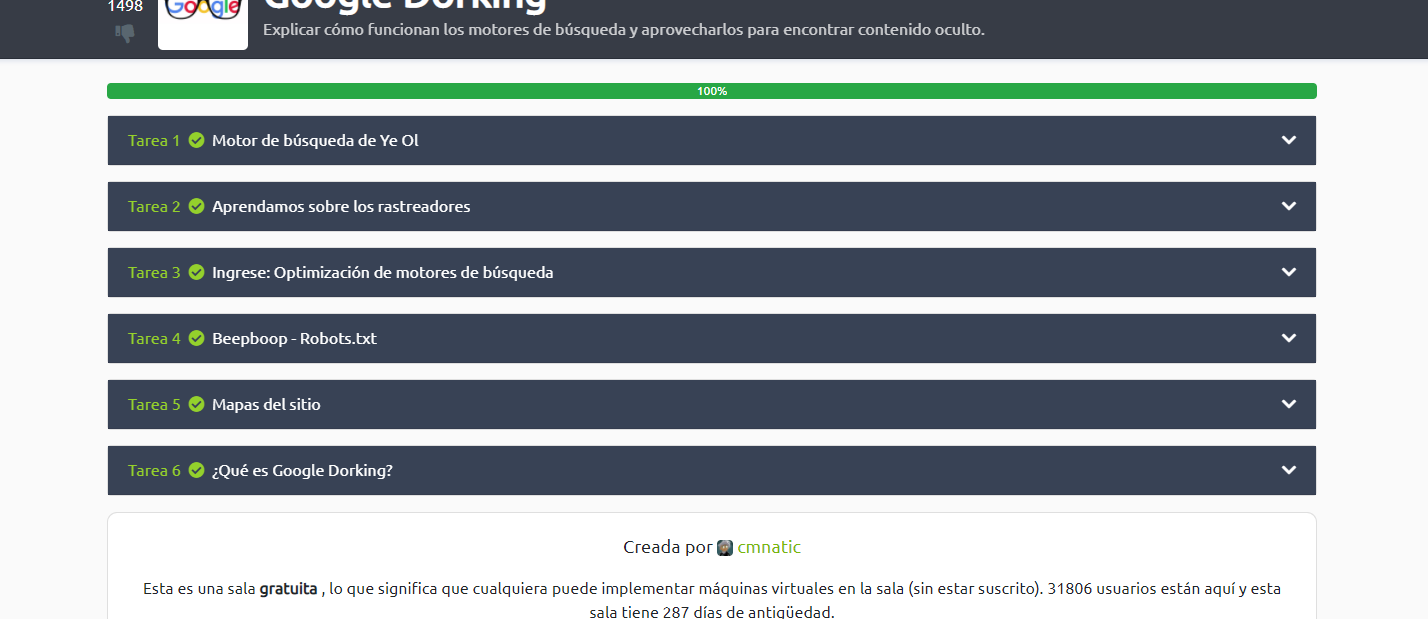 1498
Google
Google Dorking
Explicar cómo funcionan los motores de búsqueda y aprovecharlos para encontrar contenido oculto.
100%
Tarea 1 Motor de búsqueda de Ye Ol
Tarea 2 Aprendamos sobre los rastreadores
Tarea 3 Ingrese: Optimización de motores de búsqueda
Tarea 4 Beepboop - Robots.txt
Tarea 5 Mapas del sitio
Tarea 6 ¿Qué es Google Dorking?
Creada por cmnatic
Esta es una sala gratuita , lo que significa que cualquiera puede implementar máquinas virtuales en la sala (sin estar suscrito). 31806 usuarios están aquí y esta
sala tiene 287 días de antigüedad.